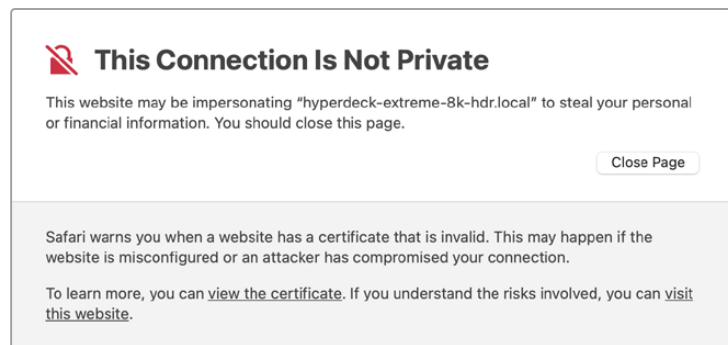 This Connection Is Not Private
This website may be impersonating “hyperdeck-extreme-8k-hdr.local” to steal your personal
or financial information. You should close this page.
Close Page
Safari warns you when a website has a certificate that is invalid. This may happen if the
website is misconfigured or an attacker has compromised your connection.
To learn more, you can view the certificate. If you understand the risks involved, you can visit
this website.